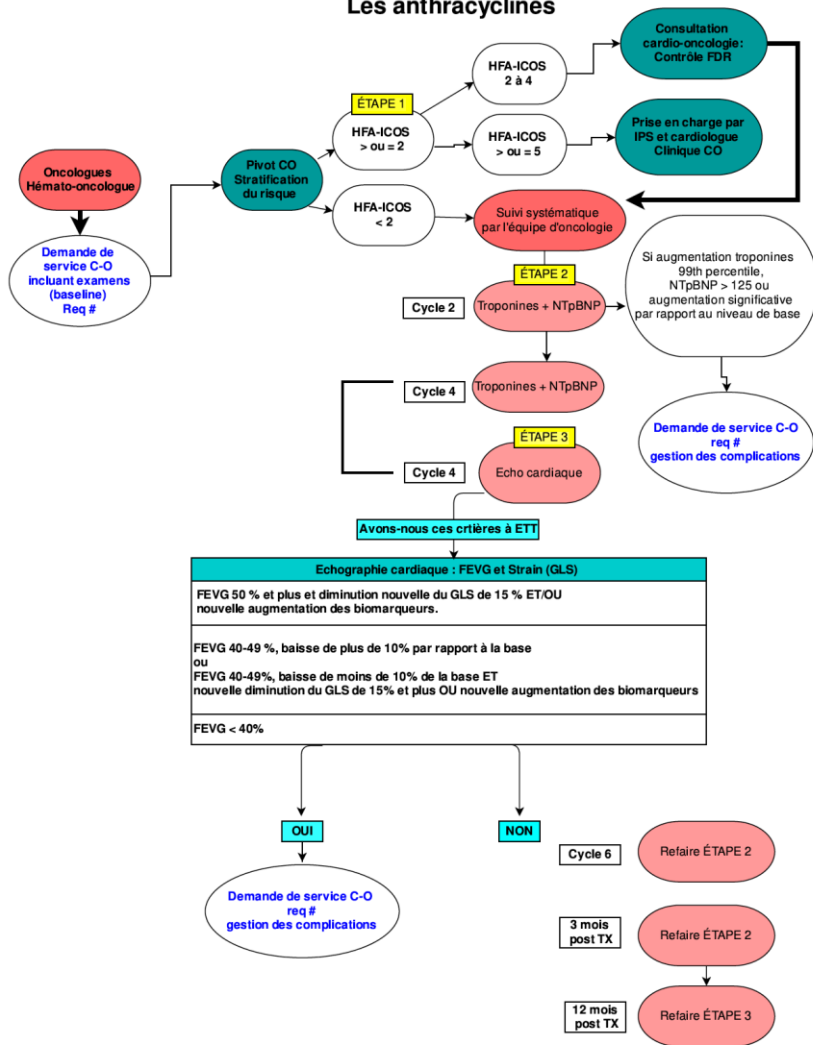 Les anthracyclines
Consultation
cardio-oncologie:
Contrôle FDR
HFA-ICOS
2 à 4
ÉTAPE 1
HFA-ICOS
> ou = 2
HFA-ICOS
> ou = 5
Prise en charge par
IPS et cardiologue
Clinique CO
Oncologues
Hémato-oncologue
Pivot CO
Stratification
du risque
HFA-ICOS
< 2
Suivi systématique
par l'équipe d'oncologie
Demande de
service C-O
incluant examens
(baseline)
Req #
ÉTAPE 2
Cycle 2
Troponines + NTpBNP
Si augmentation troponines
99th percentile,
NTpBNP > 125 ou
augmentation significative
par rapport au niveau de base
Cycle 4
Troponines + NTpBNP
Demande de service C-O
req #
gestion des complications
ÉTAPE 3
Cycle 4
Echo cardiaque
Avons-nous ces crtières à ETT
Echographie cardiaque : FEVG et Strain (GLS)
FEVG 50 % et plus et diminution nouvelle du GLS de 15 % ET/OU
nouvelle augmentation des biomarqueurs.
FEVG 40-49 %, baisse de plus de 10% par rapport à la base
ou
FEVG 40-49%, baisse de moins de 10% de la base ET
nouvelle diminution du GLS de 15% et plus OU nouvelle augmentation des biomarqueurs
FEVG < 40%
OUI
NON
Demande de service C-O
req #
gestion des complications
Cycle 6
Refaire ÉTAPE 2
3 mois
post TX
Refaire ÉTAPE 2
12 mois
post TX
Refaire ÉTAPE 3